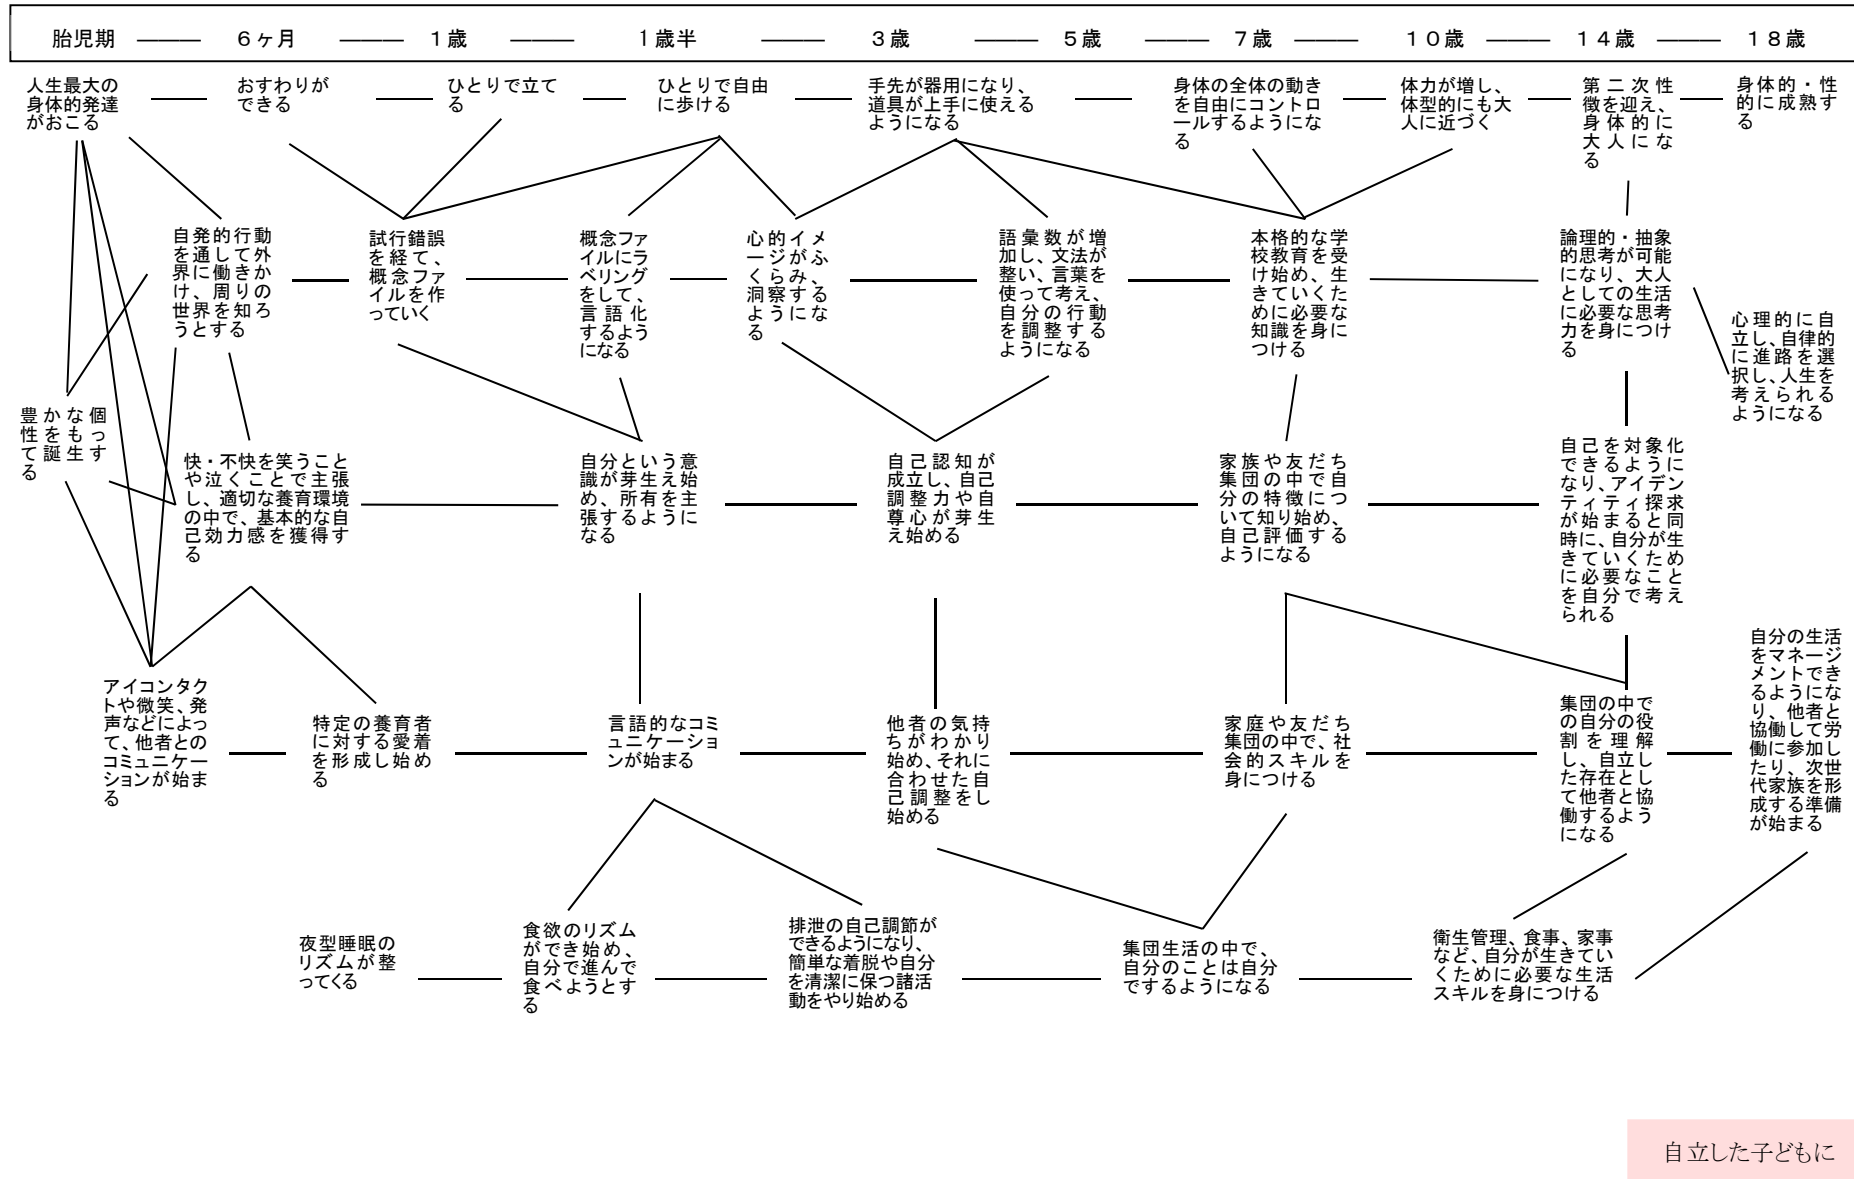 胎児期 ――― 6ヶ月 ――― 1歳 ――― 1歳半 ――― 3歳 ――― 5歳 ――― 7歳 ――― 10歳 ――― 14歳 ――― 18歳
人生最大の
身体的発達
がおこる
おすわりが
できる
ひとりで立て
る
ひとりで自由
に歩ける
手先が器用になり、
道具が上手に使える
ようになる
身体の全体の動き
を自由にコントロ
ールするようにな
る
体力が増し、
体型的にも大
人に近づく
第二次性
徴を迎え、
身体的に
大人にな
る
身体的・性
的に成熟す
る
自発的行動
を通して外
界に働きか
け、周りの
世界を知ろ
うとする
試行錯誤
を経て、
概念ファ
イルを作
っていく
概念ファ
イルにラ
ベリング
をして、
言語化
するよう
になる
心的イメ
ージがふ
くらみ、
洞察する
ようにな
る
語彙数が増
加し、文法が
整い、言葉を
使って考え、
自分の行動
を調整する
ようになる
本格的な学
校教育を受
け始め、生
きていくた
めに必要な
知識を身に
つける
論理的・抽象
的思考が可能
になり、大人
としての生活
に必要な思考
力を身につけ
る
心理的に自
立し、自律的
に進路を選
択し、人生を
考えられる
ようになる
豊かな個
性をもっ
て誕生す
る
快・不快を笑うこと
や泣くことで主張
し、適切な養育環境
の中で、基本的な自
己効力感を獲得す
る
自分という意
識が芽生え始
め、所有を主
張するように
なる
自己認知が
成立し、自己
調整力や自
尊心が芽生
え始める
家族や友だち
集団の中で自
分の特徴につ
いて知り始め、
自己評価する
ようになる
自己を対象化
できるように
なり、アイデン
ティティ探求
が始まると同
時に、自分が生
きていくため
に必要なこと
を自分で考え
られる
アイコンタク
トや微笑、発
声などによっ
て、他者との
コミュニケー
ションが始ま
る
特定の養育者
に対する愛着
を形成し始め
る
言語的なコミ
ュニケーショ
ンが始まる
他者の気持
ちがわかり
始め、それに
合わせた自
己調整をし
始める
家庭や友だち
集団の中で、社
会的スキルを
身につける
集団の中で
の自分の役
割を理解
し、自立し
た存在とし
て他者と協
働するよう
になる
自分の生活
をマネージ
メントでき
るようにな
り、他者と
協働して労
働に参加し
たり、次世
代家族を形
成する準備
が始まる
夜型睡眠の
リズムが整
ってくる
食欲のリズム
ができ始め、
自分で進んで
食べようとす
る
排泄の自己調節が
できるようになり、
簡単な着脱や自分
を清潔に保つ諸活
動をやり始める
集団生活の中で、
自分のことは自分
でするようになる
衛生管理、食事、家事
など、自分が生きてい
くために必要な生活
スキルを身につける
自立した子どもに